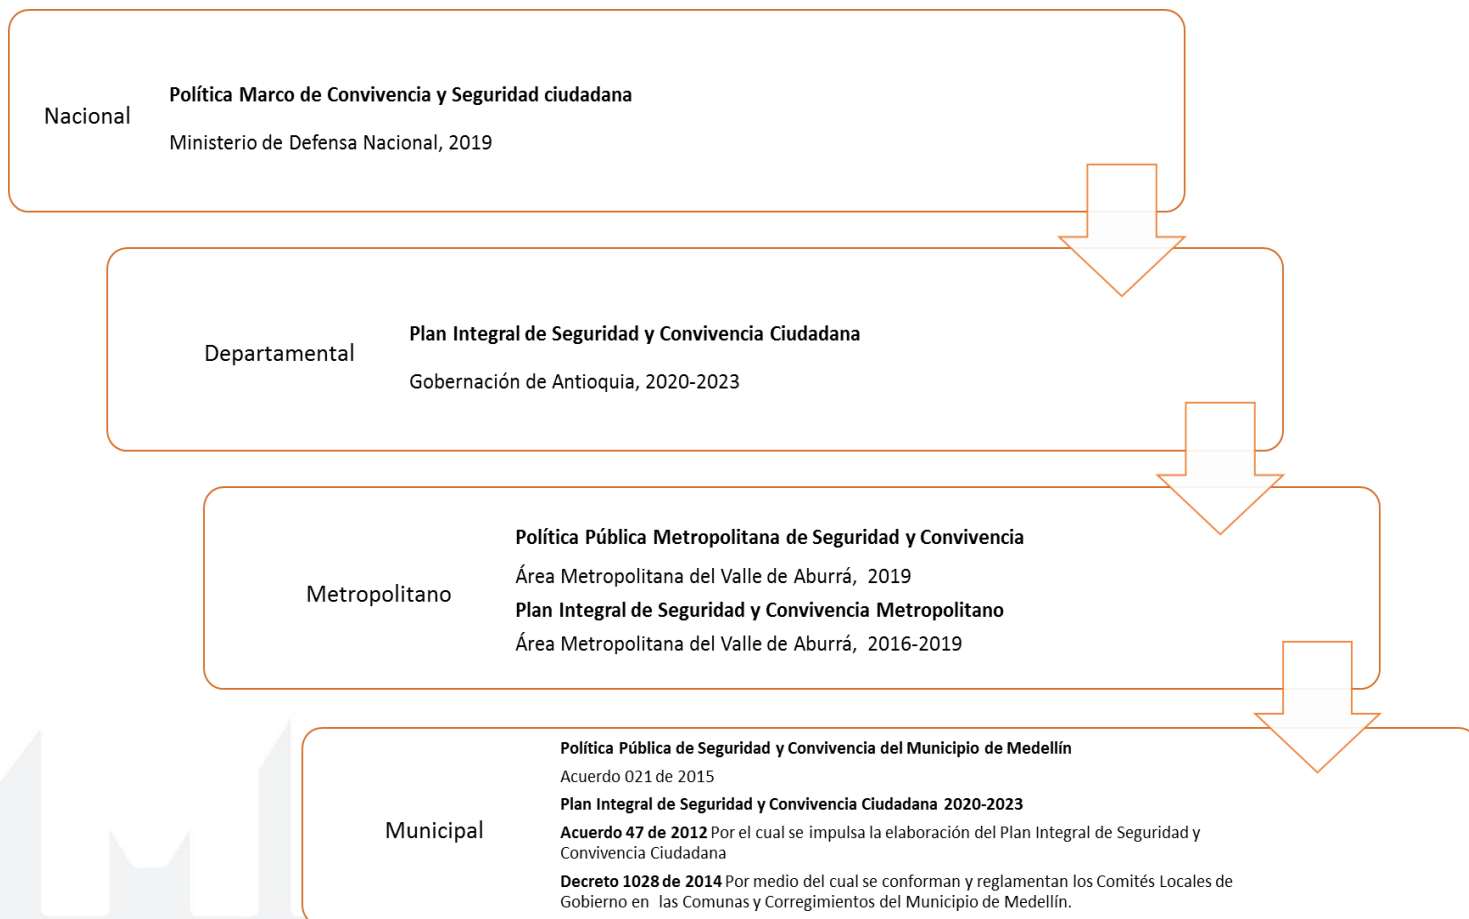 Nacional
Política Marco de Convivencia y Seguridad ciudadana
Ministerio de Defensa Nacional, 2019
Departamental
Plan Integral de Seguridad y Convivencia Ciudadana
Gobernación de Antioquia, 2020-2023
Metropolitano
Política Pública Metropolitana de Seguridad y Convivencia
Área Metropolitana del Valle de Aburrá, 2019
Plan Integral de Seguridad y Convivencia Metropolitano
Área Metropolitana del Valle de Aburrá, 2016-2019
Municipal
Política Pública de Seguridad y Convivencia del Municipio de Medellín
Acuerdo 021 de 2015
Plan Integral de Seguridad y Convivencia Ciudadana 2020-2023
Acuerdo 47 de 2012 Por el cual se impulsa la elaboración del Plan Integral de Seguridad y
Convivencia Ciudadana
Decreto 1028 de 2014 Por medio del cual se conforman y reglamentan los Comités Locales de
Gobierno en las Comunas y Corregimientos del Municipio de Medellín.